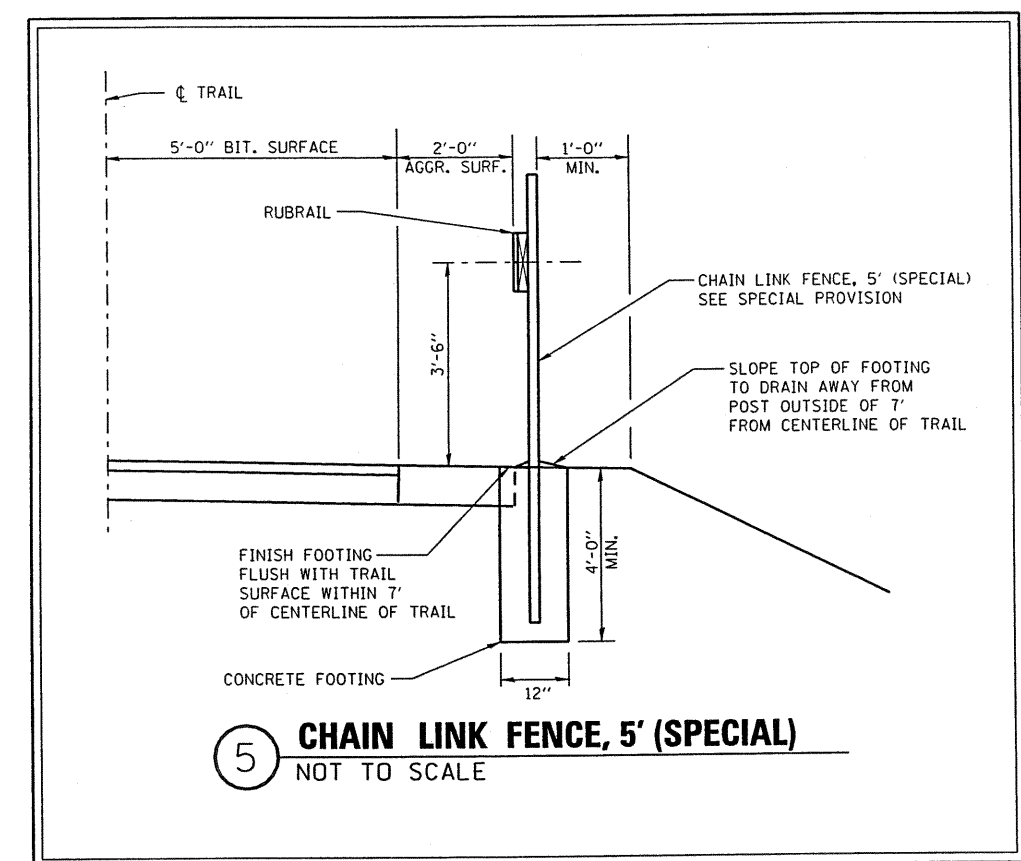 ℄ TRAIL
5'-0" BIT. SURFACE
2'-0"
AGGR. SURF.
1'-0"
MIN.
RUBRAIL
CHAIN LINK FENCE, 5' (SPECIAL)
SEE SPECIAL PROVISION
3'-6"
SLOPE TOP OF FOOTING
TO DRAIN AWAY FROM
POST OUTSIDE OF 7'
FROM CENTERLINE OF TRAIL
FINISH FOOTING
FLUSH WITH TRAIL
SURFACE WITHIN 7'
OF CENTERLINE OF TRAIL
4'-0"
MIN.
CONCRETE FOOTING
12"
5 CHAIN LINK FENCE, 5' (SPECIAL)
NOT TO SCALE